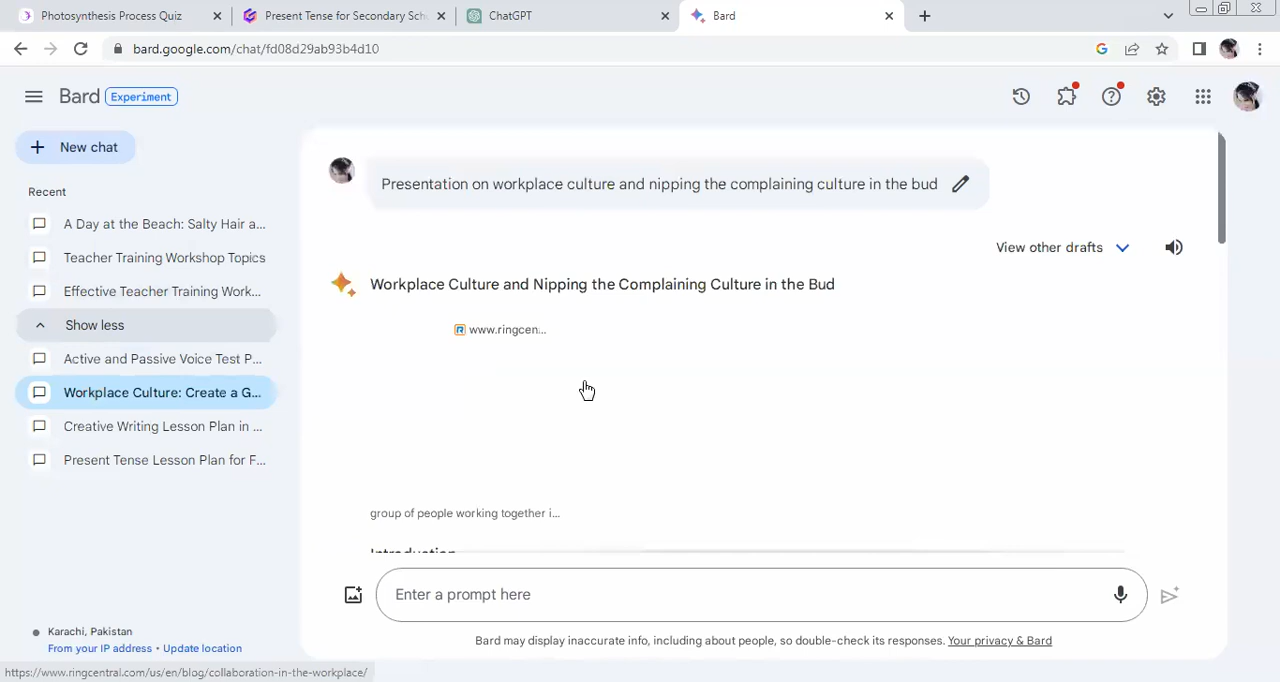 Photosynthesis Process Quiz
Present Tense for Secondary Sch
ChatGPT
Bard
bard.google.com/chat/fd08d29ab93b4d10
Bard Experiment
New chat
Recent
A Day at the Beach: Salty Hair a...
Teacher Training Workshop Topics
Effective Teacher Training Work...
Show less
Active and Passive Voice Test P...
Workplace Culture: Create a G...
Creative Writing Lesson Plan in ...
Present Tense Lesson Plan for F...
Karachi, Pakistan
From your IP address • Update location
Presentation on workplace culture and nipping the complaining culture in the bud
View other drafts
Workplace Culture and Nipping the Complaining Culture in the Bud
www.ringcen...
group of people working together i...
Introduction
Enter a prompt here
Bard may display inaccurate info, including about people, so double-check its responses. Your privacy & Bard
https://www.ringcentral.com/us/en/blog/collaboration-in-the-workplace/